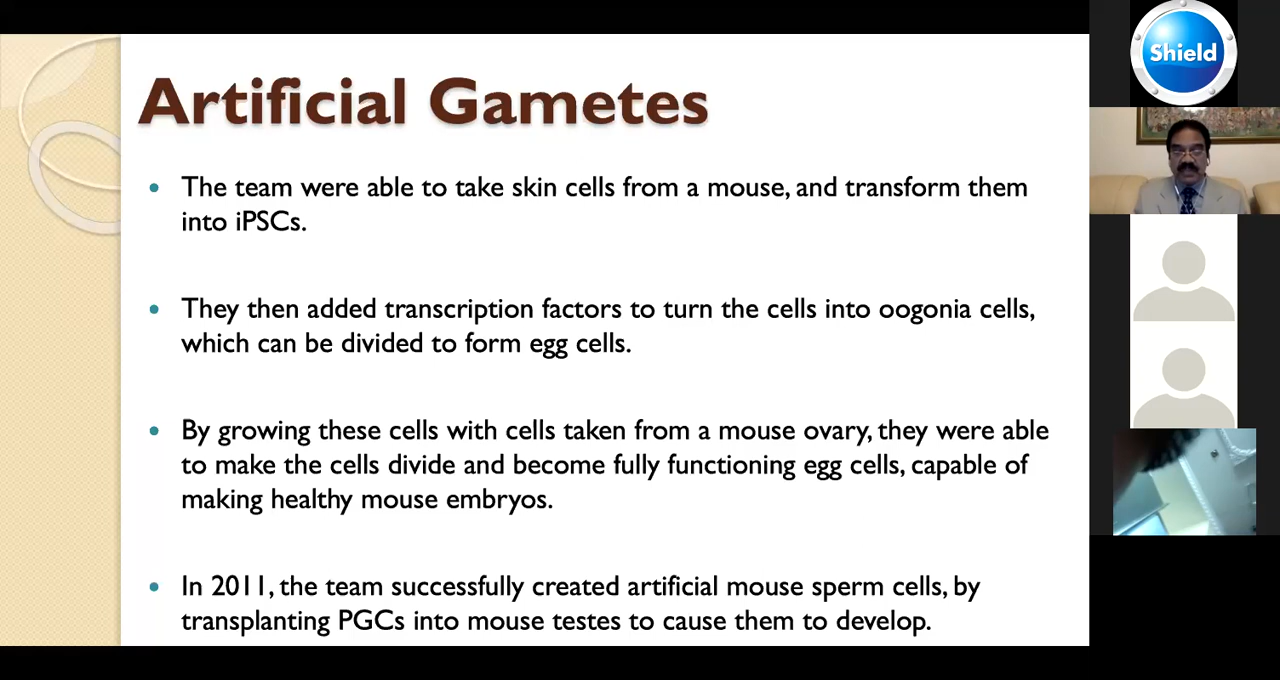 Artificial Gametes
• The team were able to take skin cells from a mouse, and transform them
into iPSCs.
• They then added transcription factors to turn the cells into oogonia cells,
which can be divided to form egg cells.
• By growing these cells with cells taken from a mouse ovary, they were able
to make the cells divide and become fully functioning egg cells, capable of
making healthy mouse embryos.
• In 2011, the team successfully created artificial mouse sperm cells, by
transplanting PGCs into mouse testes to cause them to develop.
Shield